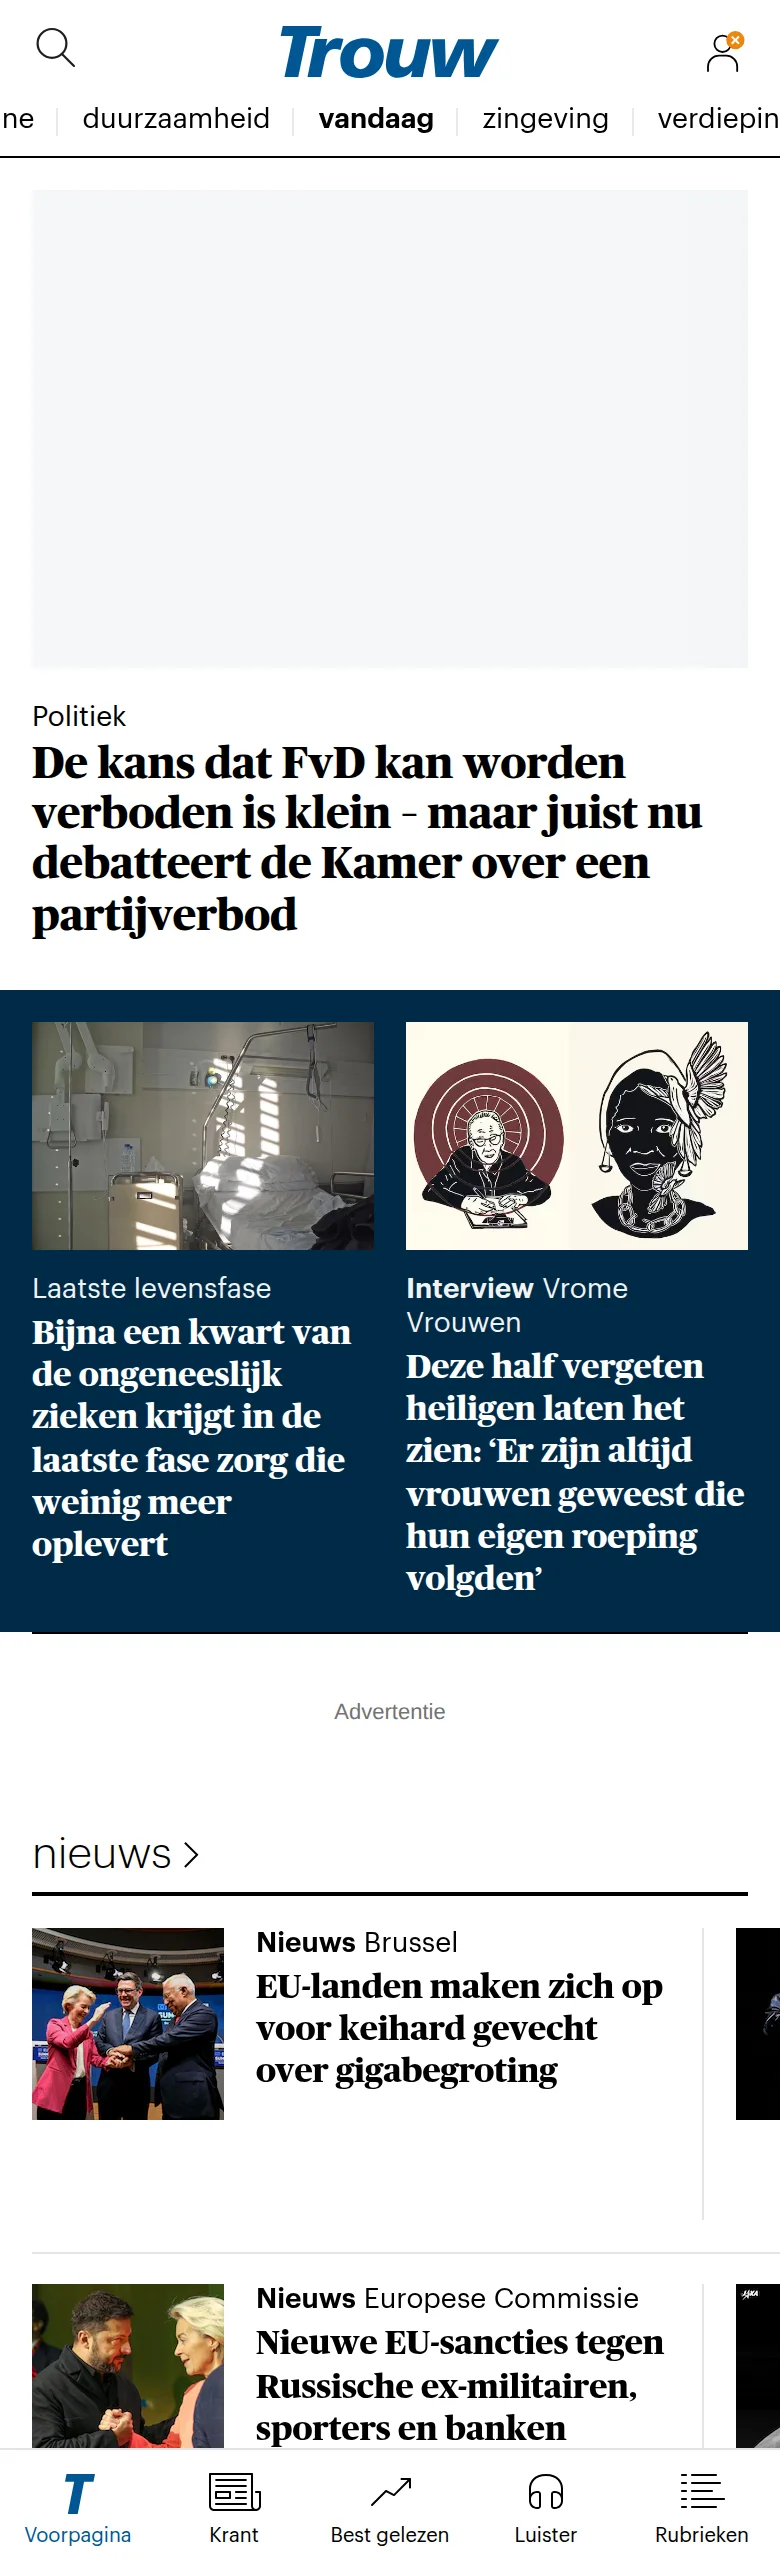 Trouw
ne
duurzaamheid
vandaag
zingeving
verdiepin
Politiek
De kans dat FvD kan worden
verboden is klein – maar juist nu
debatteert de Kamer over een
partijverbod
Laatste levensfase
Bijna een kwart van
de ongeneeslijk
zieken krijgt in de
laatste fase zorg die
weinig meer
oplevert
Interview Vrome
Vrouwen
Deze half vergeten
heiligen laten het
zien: ‘Er zijn altijd
vrouwen geweest die
hun eigen roeping
volgden’
Advertentie
nieuws
Nieuws Brussel
EU-landen maken zich op
voor keihard gevecht
over gigabegroting
Nieuws Europese Commissie
Nieuwe EU-sancties tegen
Russische ex-militairen,
sporters en banken
T
Voorpagina
Krant
Best gelezen
Luister
Rubrieken